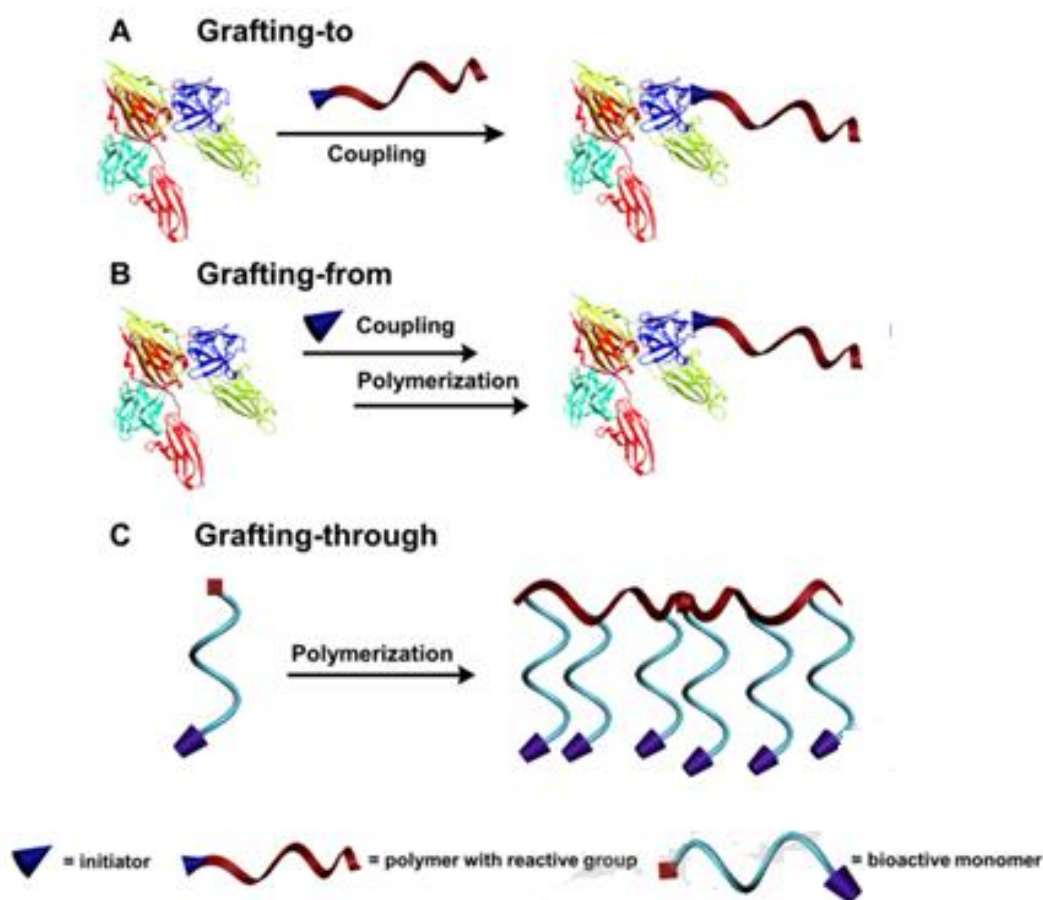 A Grafting-to
Coupling
B Grafting-from
Coupling
Polymerization
C Grafting-through
Polymerization
= initiator
= polymer with reactive group
= bioactive monomer